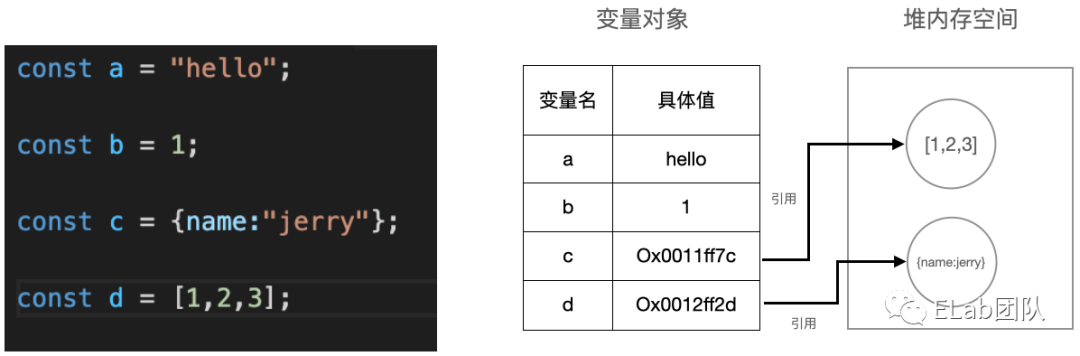 变量对象
堆内存空间
const a = "hello";
const b = 1;
const c = {name:"jerry"};
const d = [1,2,3];
变量名 具体值
a hello
b 1
c Ox0011ff7c
d Ox0012ff2d
引用
引用
[1,2,3]
{name:jerry}
ELab团队